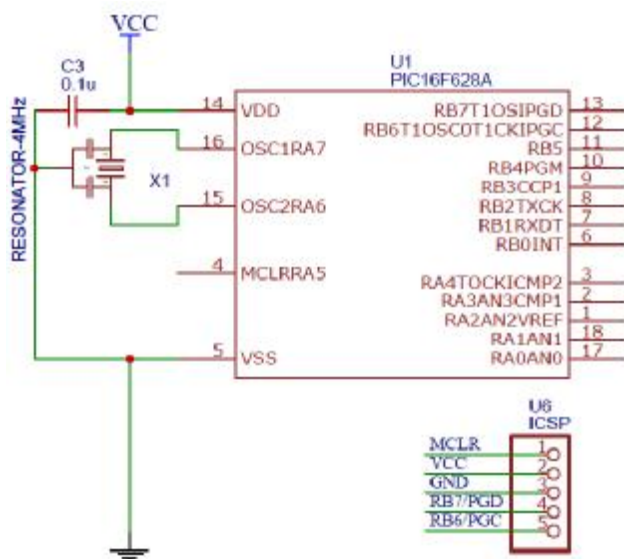 VCC
C3
0.1u
RESONATOR-4MHz
X1
U1
PIC16F628A
14 VDD
16 OSC1RA7
15 OSC2RA6
4 MCLRRA5
5 VSS
RB7T1OSIPGD 13
RB6T1OSC0T1CKIPGC 12
RB5 11
RB4PGM 10
RB3CCP1 9
RB2TXCK 8
RB1RXDT 7
RB0INT 6
RA4TOCKICMP2 3
RA3AN3CMP1 2
RA2AN2VREF 1
RA1AN1 18
RA0AN0 17
U6
ICSP
MCLR 1
VCC 2
GND 3
RB7/PGD 4
RB6/PGC 5